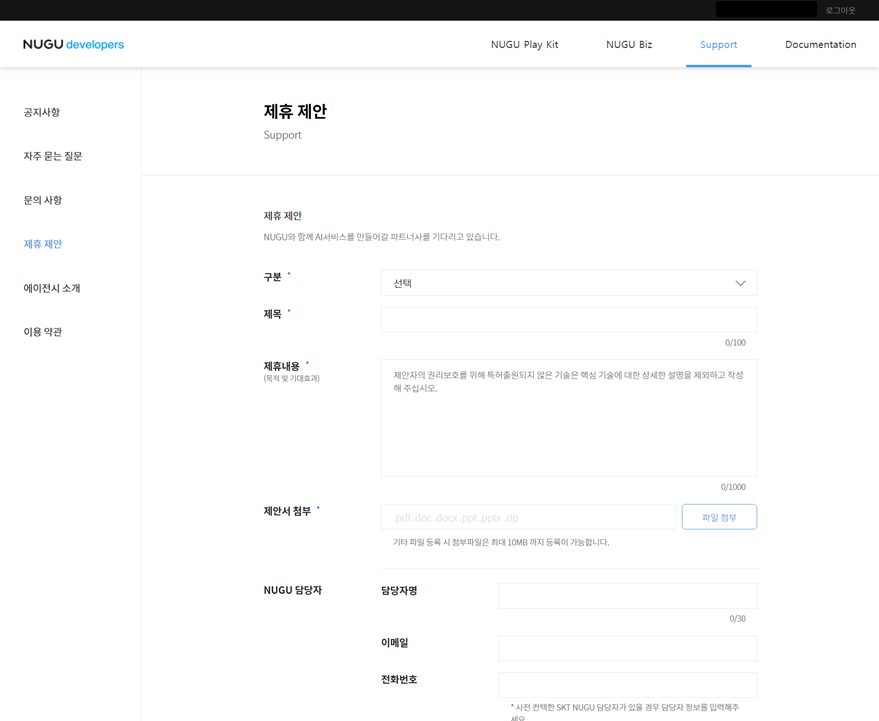 로그아웃
NUGU developers
NUGU Play Kit
NUGU Biz
Support
Documentation
공지사항
자주 묻는 질문
문의 사항
제휴 제안
에이전시 소개
이용 약관
제휴 제안
Support
제휴 제안
NUGU와 함께 AI서비스를 만들어갈 파트너사를 기다리고 있습니다.
구분 *
선택
제목 *
0/100
제휴내용 *
(목적 및 기대효과)
제안자의 권리보호를 위해 특허출원되지 않은 기술은 핵심 기술에 대한 상세한 설명을 제외하고 작성
해 주십시오.
0/1000
제안서 첨부 *
.pdf .doc .docx .ppt .pptx .zip
파일 첨부
기타 파일 등록 시 첨부파일은 최대 10MB 까지 등록이 가능합니다.
NUGU 담당자
담당자명
0/30
이메일
전화번호
* 사전 컨택한 SKT NUGU 담당자가 있을 경우 담당자 정보를 입력해주
세요.